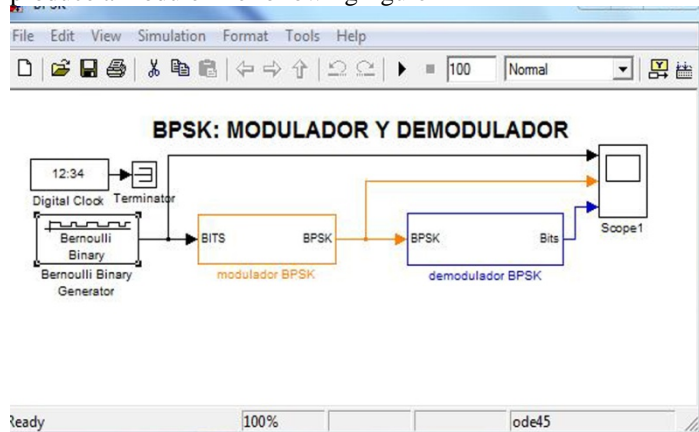 File Edit View Simulation Format Tools Help
100 Normal
BPSK: MODULADOR Y DEMODULADOR
12:34
Digital Clock
Terminator
Scope1
Bernoulli
Binary
Bernoulli Binary
Generator
BITS BPSK
modulador BPSK
BPSK Bits
demodulador BPSK
Ready 100% ode45